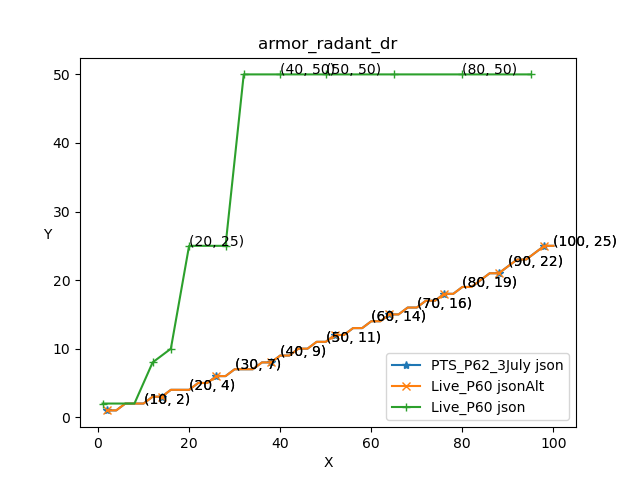 armor_radant_dr
50
40
30
20
10
0
Y
(40, 50)
(50, 50)
(80, 50)
(20, 25)
(100, 25)
(90, 22)
(80, 19)
(70, 16)
(60, 14)
(50, 11)
(40, 9)
(30, 7)
(20, 4)
(10, 2)
PTS_P62_3July json
Live_P60 jsonAlt
Live_P60 json
0 20 40 60 80 100
X